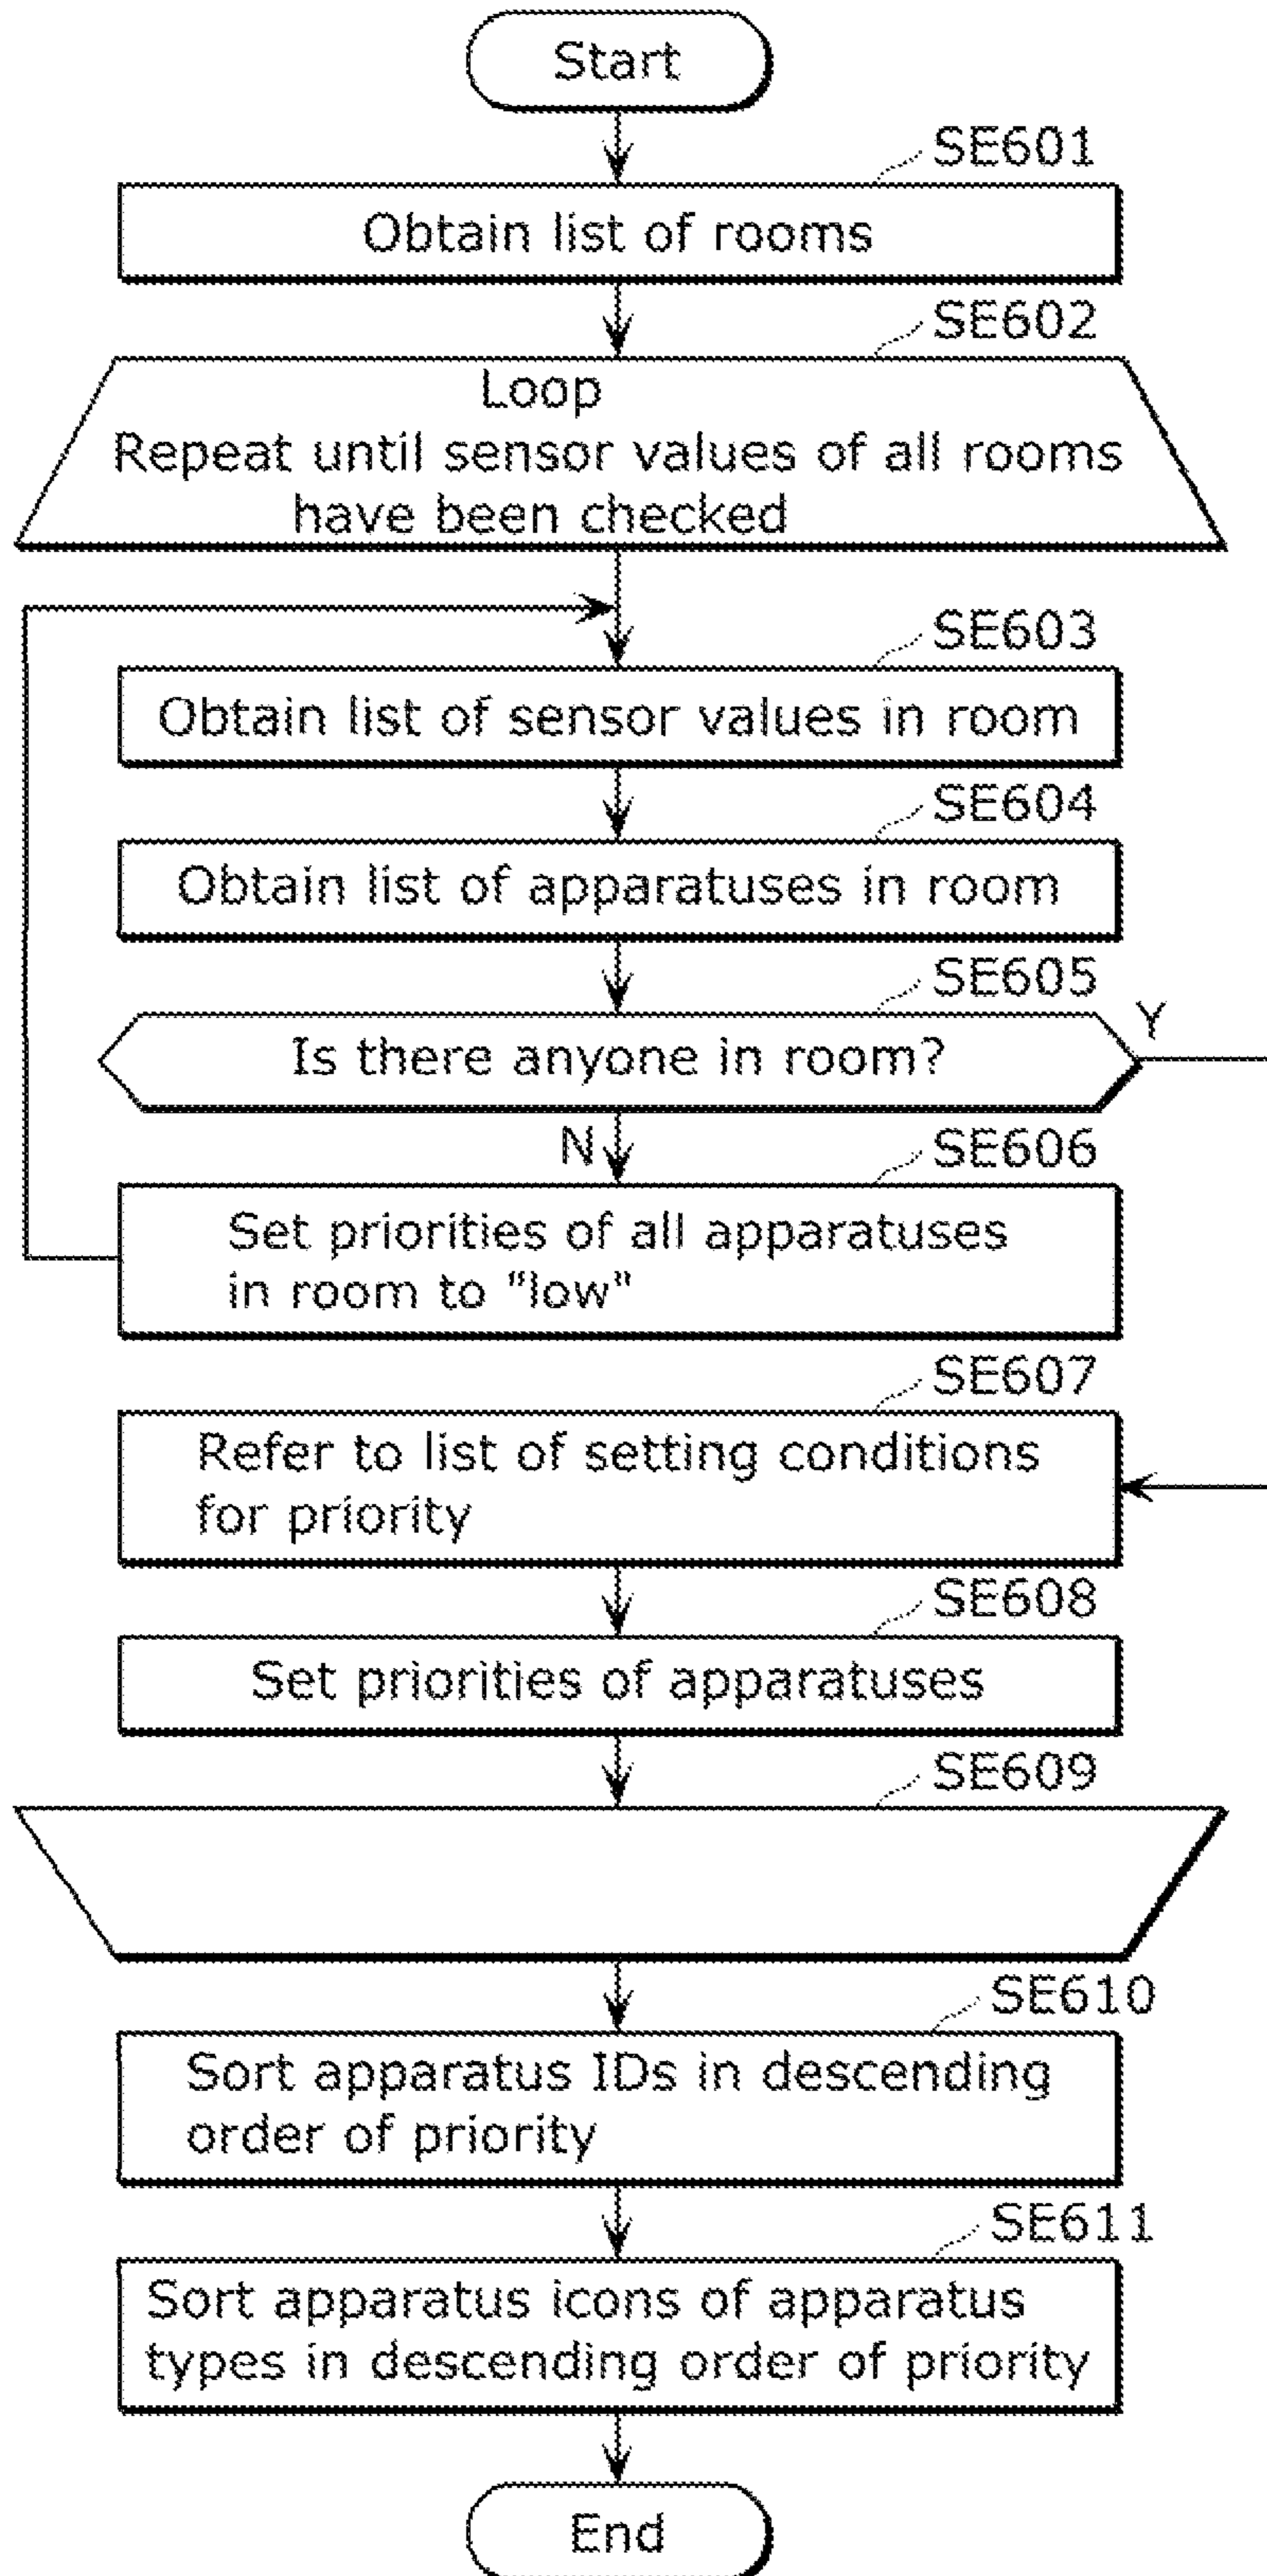 Start
SE601
Obtain list of rooms
SE602
Loop
Repeat until sensor values of all rooms
have been checked
SE603
Obtain list of sensor values in room
SE604
Obtain list of apparatuses in room
SE605
Is there anyone in room?
Y
N
SE606
Set priorities of all apparatuses
in room to "low"
SE607
Refer to list of setting conditions
for priority
SE608
Set priorities of apparatuses
SE609
SE610
Sort apparatus IDs in descending
order of priority
SE611
Sort apparatus icons of apparatus
types in descending order of priority
End